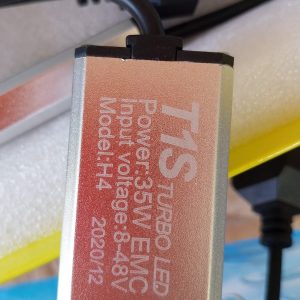 T1S TURBO LED
Power:35W EMC
Input voltage:8-48V
Model:H4 2020/12